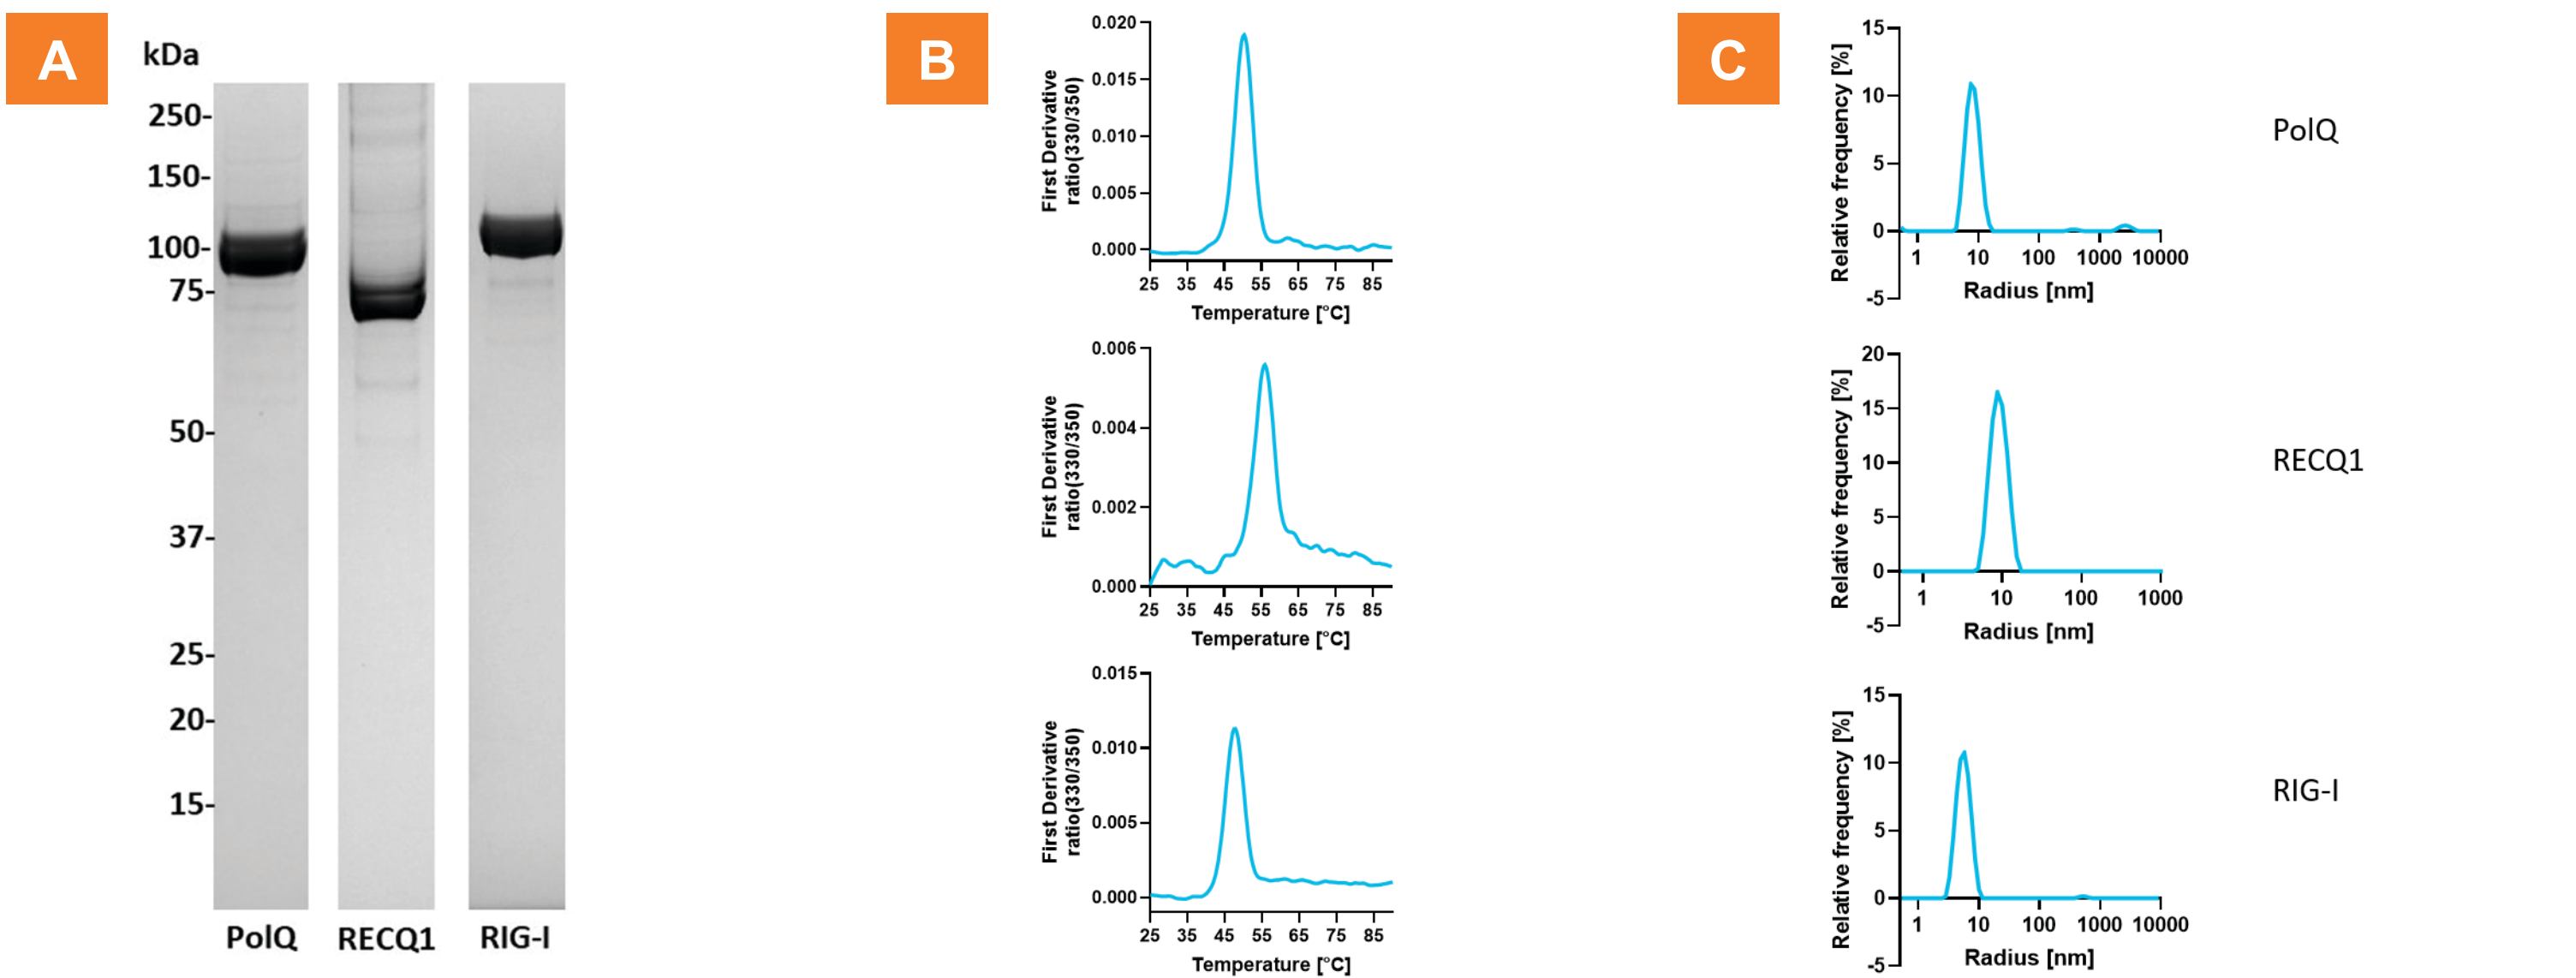 A
kDa
250-
150-
100-
75-
50-
37-
25-
20-
15-
PolQ RECQ1 RIG-I
B
First Derivative
ratio(330/350)
0.020
0.015
0.010
0.005
0.000
25 35 45 55 65 75 85
Temperature [°C]
First Derivative
ratio(330/350)
0.006
0.004
0.002
0.000
25 35 45 55 65 75 85
Temperature [°C]
First Derivative
ratio(330/350)
0.015
0.010
0.005
0.000
25 35 45 55 65 75 85
Temperature [°C]
C
Relative frequency [%]
15
10
5
0
-5
1 10 100 1000 10000
Radius [nm]
PolQ
Relative frequency [%]
20
15
10
5
0
-5
1 10 100 1000
Radius [nm]
RECQ1
Relative frequency [%]
15
10
5
0
-5
1 10 100 1000 10000
Radius [nm]
RIG-I